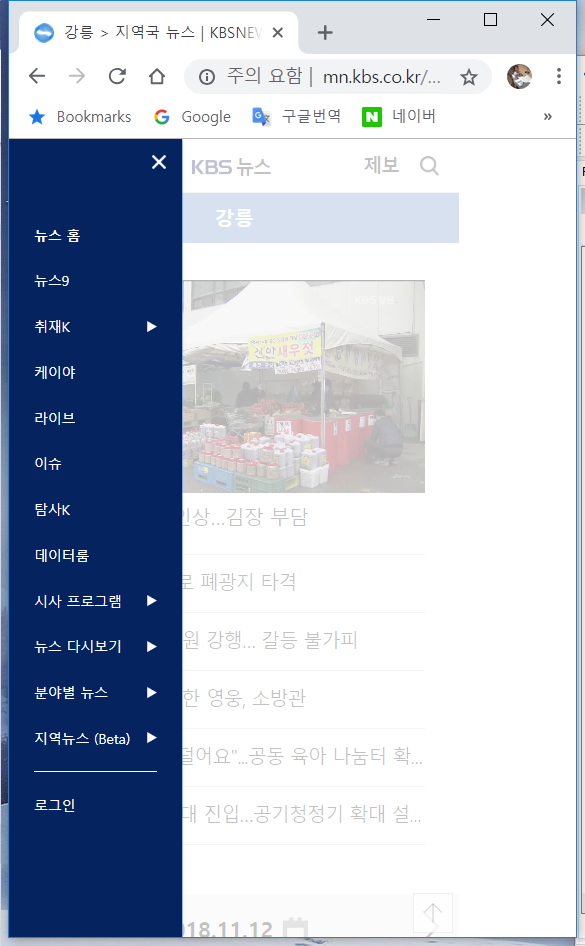 강릉 > 지역국 뉴스 | KBSNEW
주의 요함 | mn.kbs.co.kr/...
Bookmarks Google 구글번역 네이버 »
KBS 뉴스 제보
강릉
뉴스 홈
뉴스9
취재K
케이야
라이브
이슈
탐사K
데이터룸
시사 프로그램
뉴스 다시보기
분야별 뉴스
지역뉴스 (Beta)
로그인
새우젓
인상...김장 부담
로 폐광지 타격
원 강행... 갈등 불가피
한 영웅, 소방관
덜어요"...공동 육아 나눔터 확...
대 진입...공기청정기 확대 설...
018.11.12